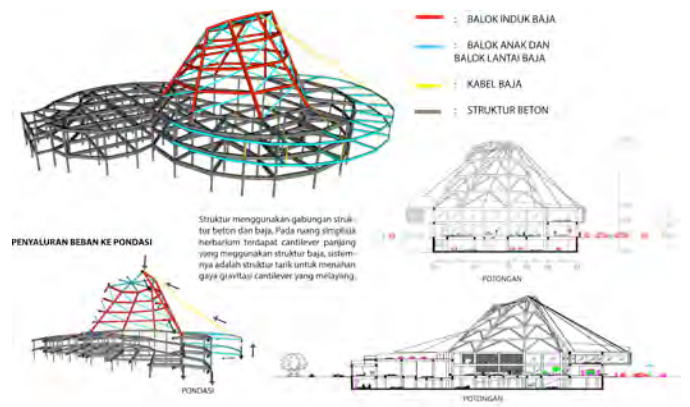 : BALOK INDUK BAJA
: BALOK ANAK DAN
BALOK LANTAI BAJA
: KABEL BAJA
: STRUKTUR BETON
Struktur menggunakan gabungan struk-
tur beton dan baja. Pada ruang simplisia
herbarium terdapat cantilever panjang
yang meggunakan struktur baja, sistem-
nya adalah struktur tarik untuk menahan
gaya gravitasi cantilever yang melayang.
PENYALURAN BEBAN KE PONDASI
PONDASI
POTONGAN
POTONGAN